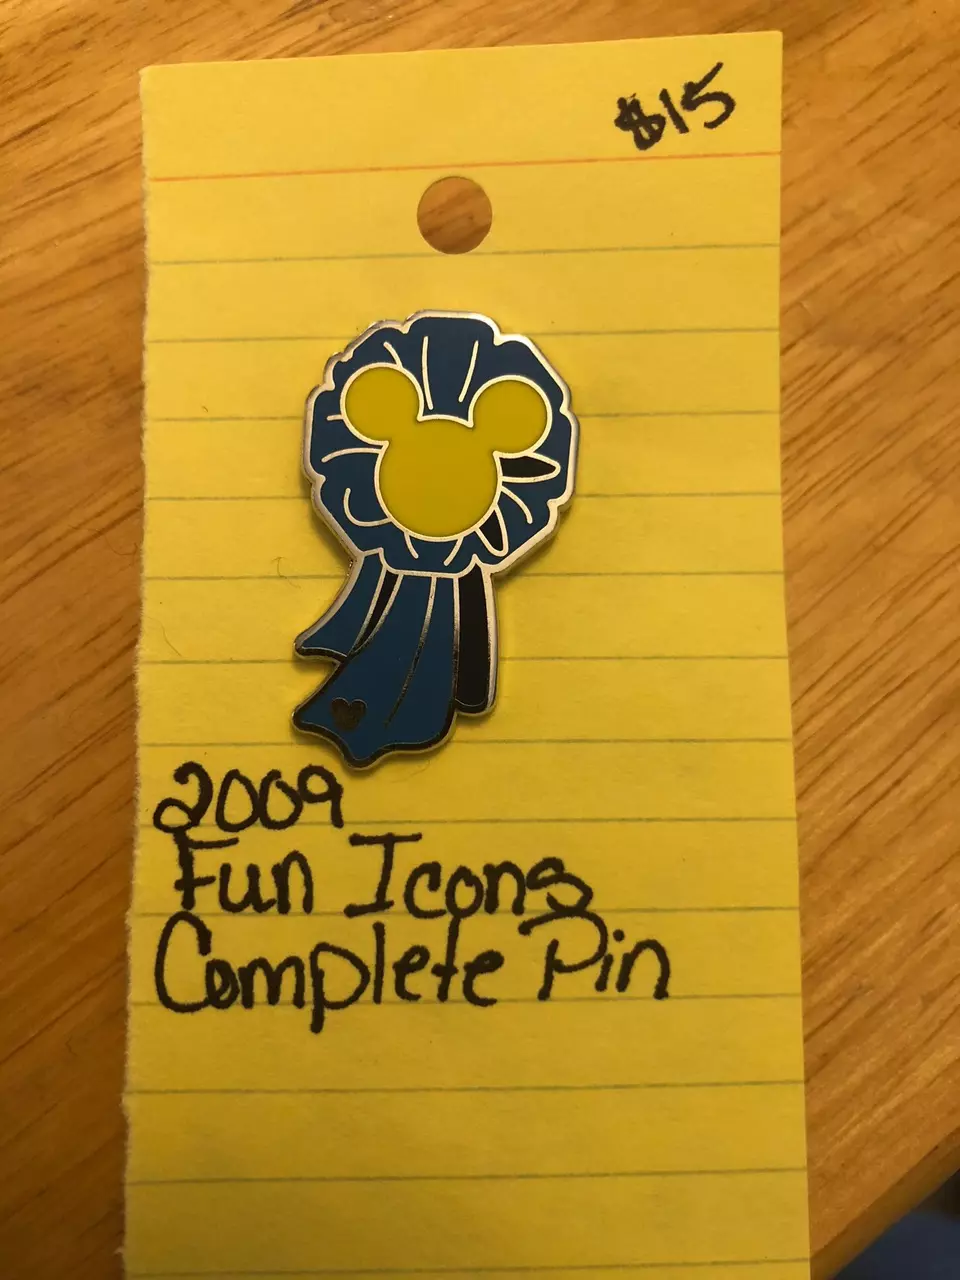 $15
2009
Fun Icons
Complete Pin